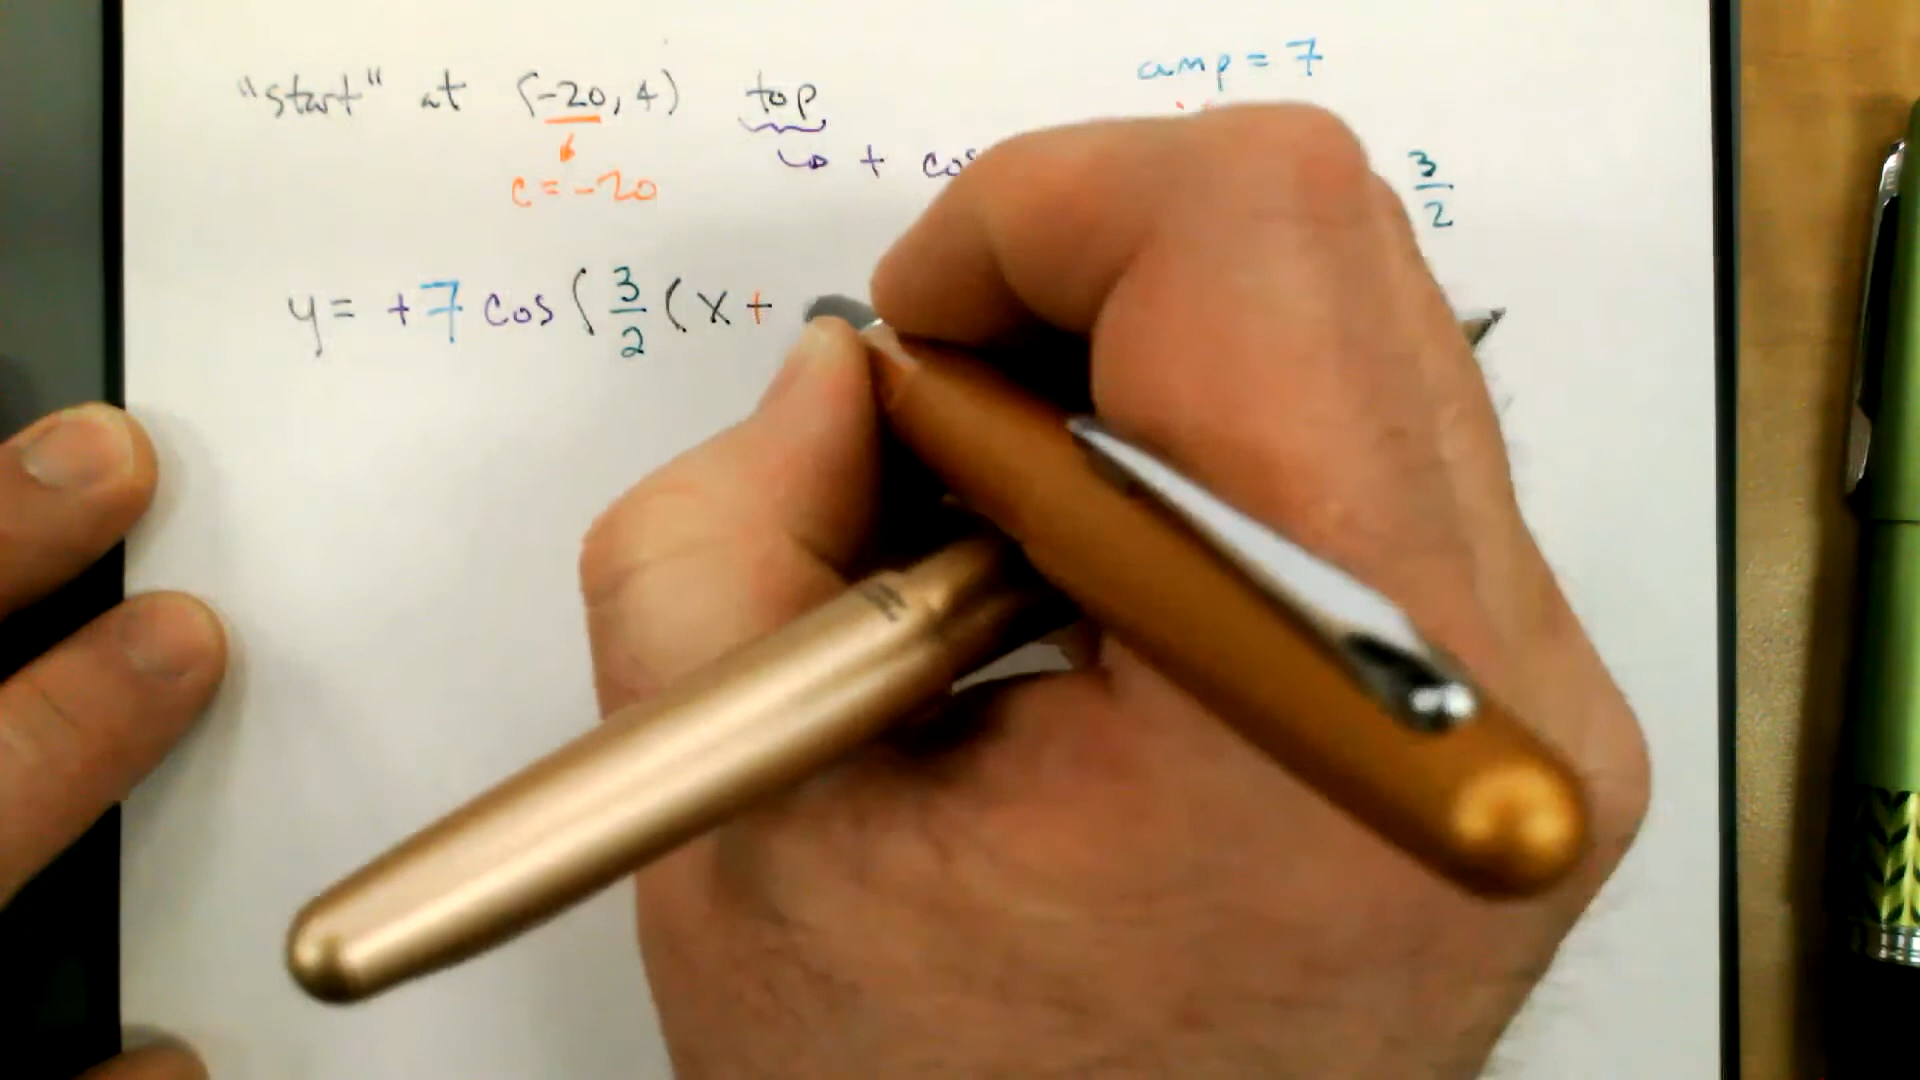 "start" at (-20, 4) top
amp = 7
c = -20
+ cos
3/2
y = +7 cos(3/2(x +